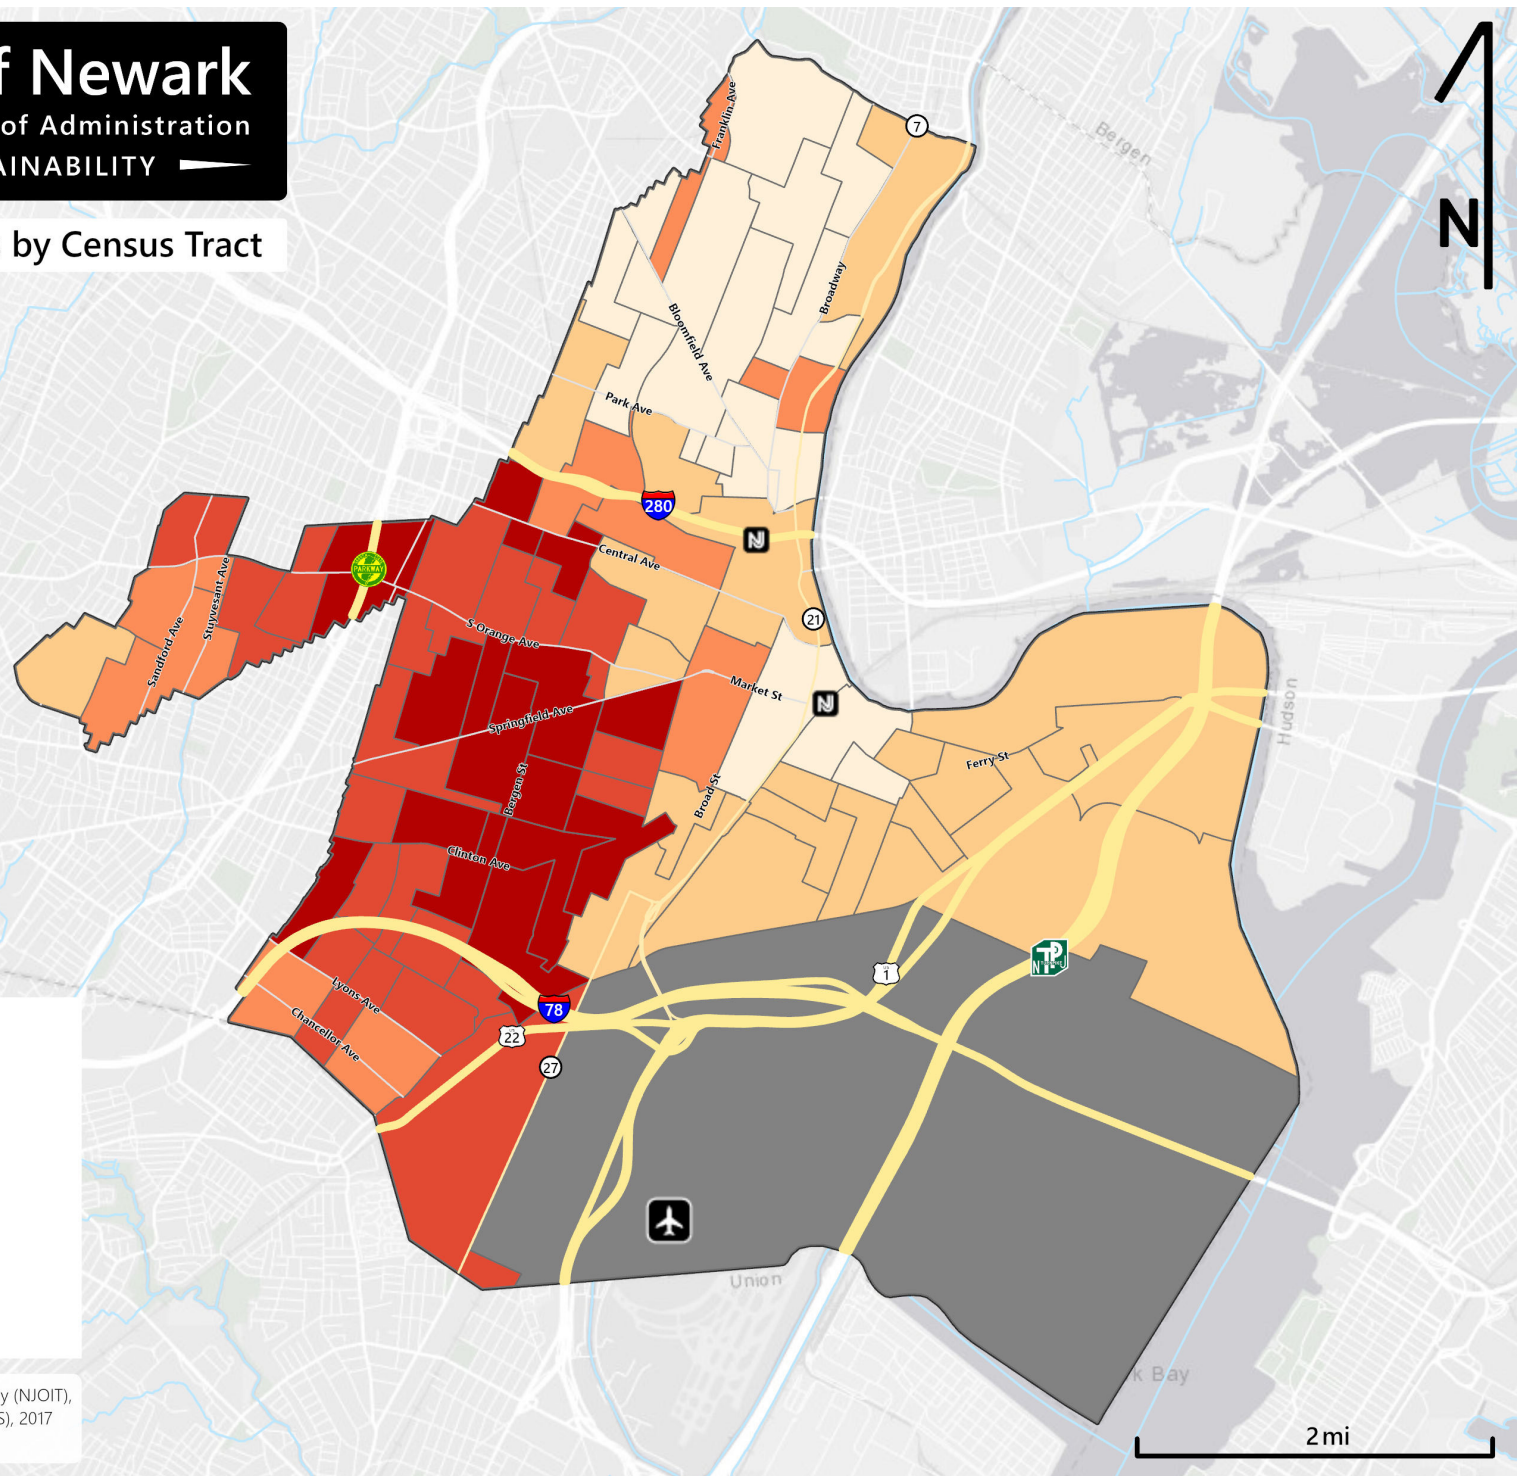 f Newark
of Administration
AINABILITY
by Census Tract
N
Bergen
7
Franklin Ave
Broadway
Bloomfield Ave
Park Ave
280
Central Ave
PARKWAY
Stuyvesant Ave
Sandford Ave
S Orange Ave
21
Market St
Springfield Ave
Hudson
Ferry St
Bergen St
Broad St
Clinton Ave
1
Lyons Ave
Chancellor Ave
78
22
27
Union
k Bay
y (NJOIT),
S), 2017
2 mi